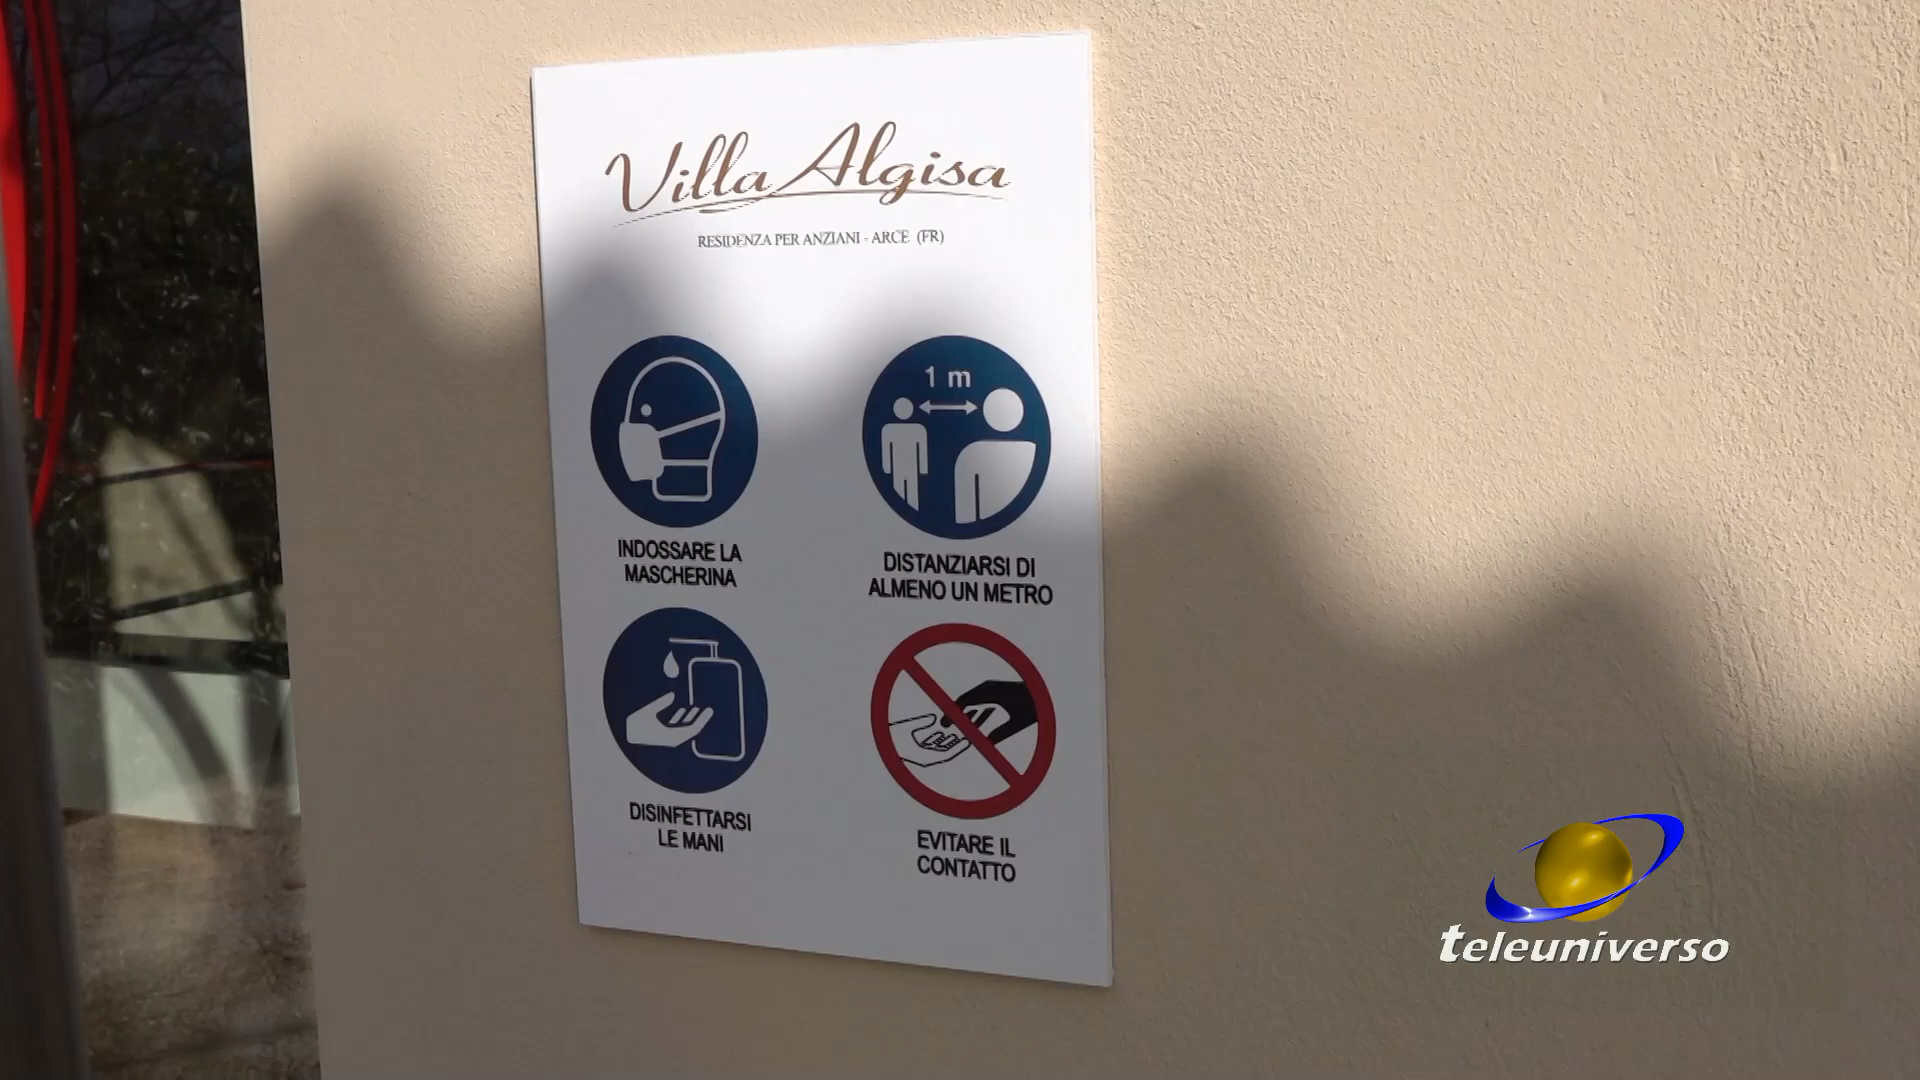 Villa Algisa
RESIDENZA PER ANZIANI - ARCE (FR)
1 m
INDOSSARE LA
MASCHERINA
DISTANZIARSI DI
ALMENO UN METRO
DISINFETTARSI
LE MANI
EVITARE IL
CONTATTO
teleuniverso